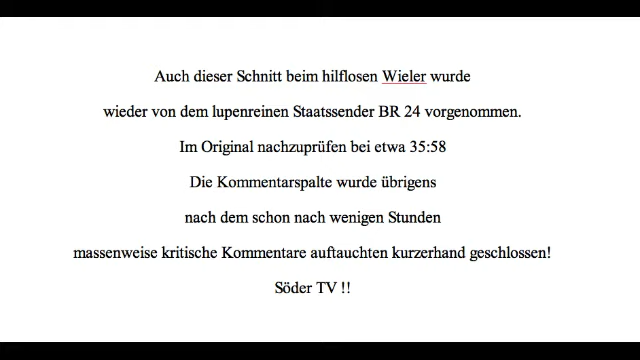 Auch dieser Schnitt beim hilflosen Wieler wurde
wieder von dem lupenreinen Staatssender BR 24 vorgenommen.
Im Original nachzuprüfen bei etwa 35:58
Die Kommentarspalte wurde übrigens
nach dem schon nach wenigen Stunden
massenweise kritische Kommentare auftauchten kurzerhand geschlossen!
Söder TV !!